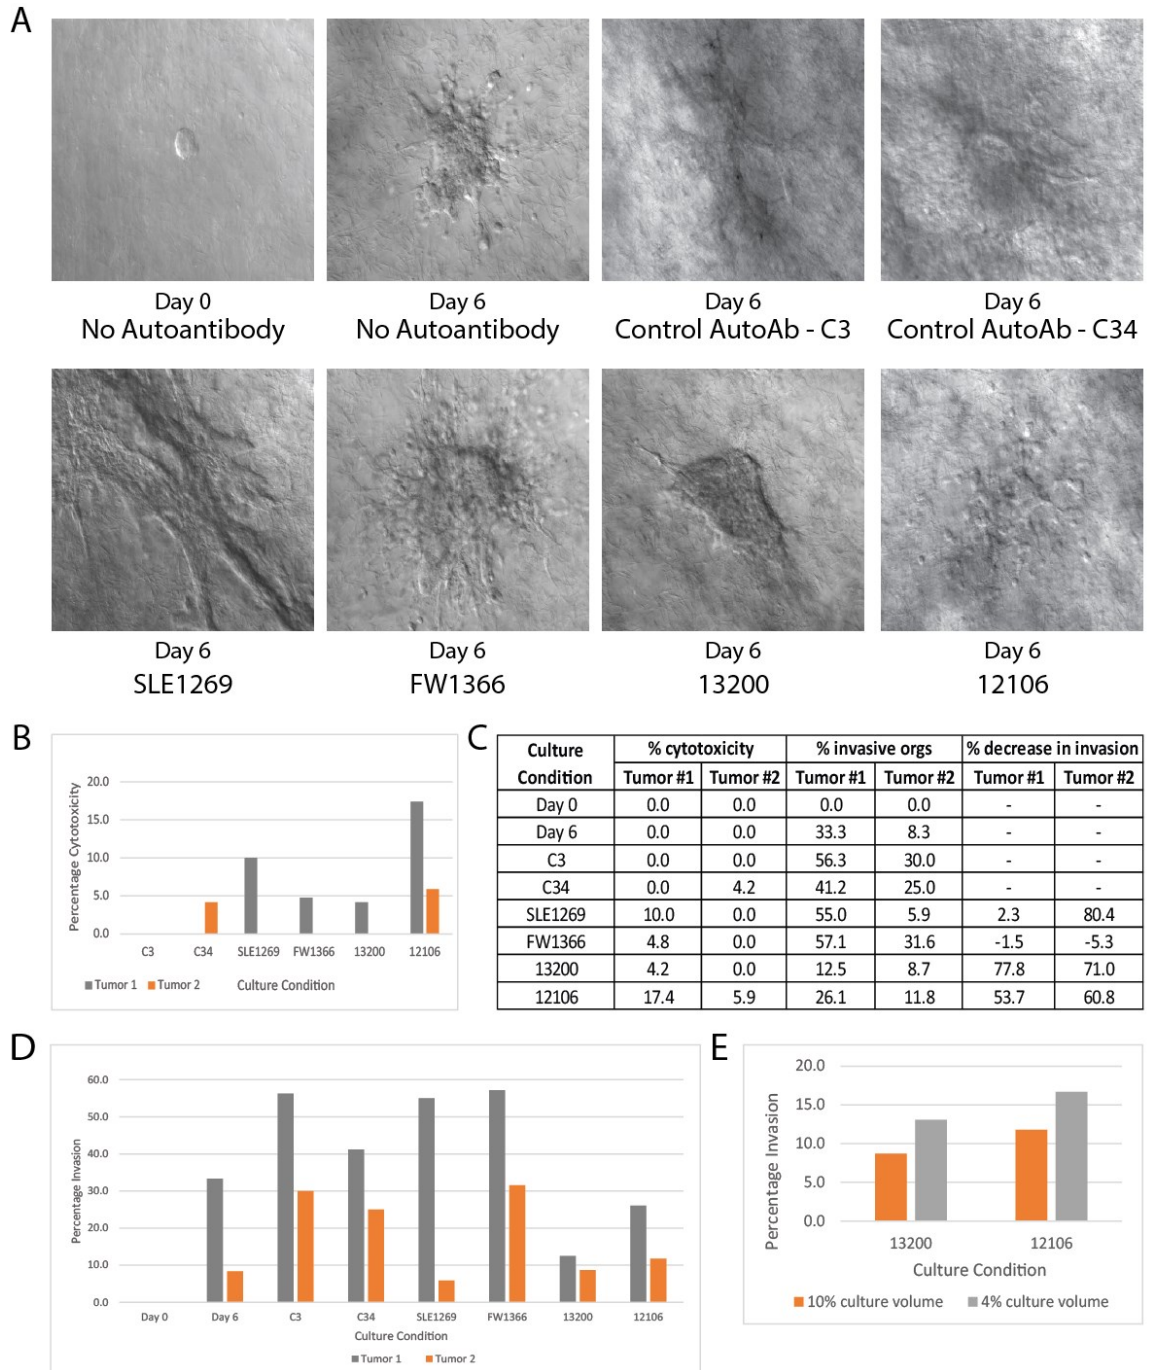 A
Day 0
No Autoantibody
Day 6
No Autoantibody
Day 6
Control AutoAb - C3
Day 6
Control AutoAb - C34
Day 6
SLE1269
Day 6
FW1366
Day 6
13200
Day 6
12106
B
Percentage Cytotoxicity
20.0
15.0
10.0
5.0
0.0
C3 C34 SLE1269 FW1366 13200 12106
Tumor 1 Tumor 2 Culture Condition
C
Culture Condition % cytotoxicity % invasive orgs % decrease in invasion
Tumor #1 Tumor #2 Tumor #1 Tumor #2 Tumor #1 Tumor #2
Day 0 0.0 0.0 0.0 0.0 - -
Day 6 0.0 0.0 33.3 8.3 - -
C3 0.0 0.0 56.3 30.0 - -
C34 0.0 4.2 41.2 25.0 - -
SLE1269 10.0 0.0 55.0 5.9 2.3 80.4
FW1366 4.8 0.0 57.1 31.6 -1.5 -5.3
13200 4.2 0.0 12.5 8.7 77.8 71.0
12106 17.4 5.9 26.1 11.8 53.7 60.8
D
Percentage Invasion
60.0
50.0
40.0
30.0
20.0
10.0
0.0
Day 0 Day 6 C3 C34 SLE1269 FW1366 13200 12106
Culture Condition
Tumor 1 Tumor 2
E
Percentage Invasion
20.0
15.0
10.0
5.0
0.0
13200 12106
Culture Condition
10% culture volume 4% culture volume